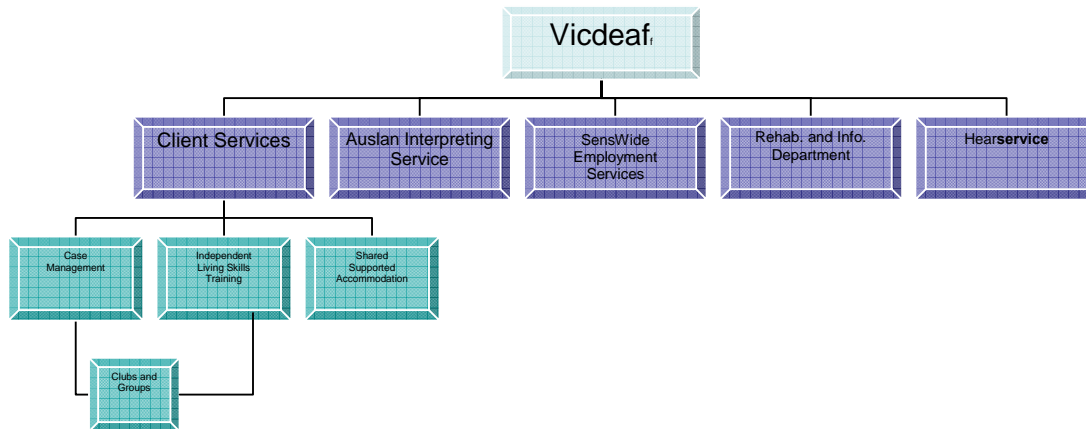 Vicdeaff
Client Services
Auslan Interpreting
Service
SensWide
Employment
Services
Rehab. and Info.
Department
Hearservice
Case
Management
Independent
Living Skills
Training
Shared
Supported
Accommodation
Clubs and
Groups